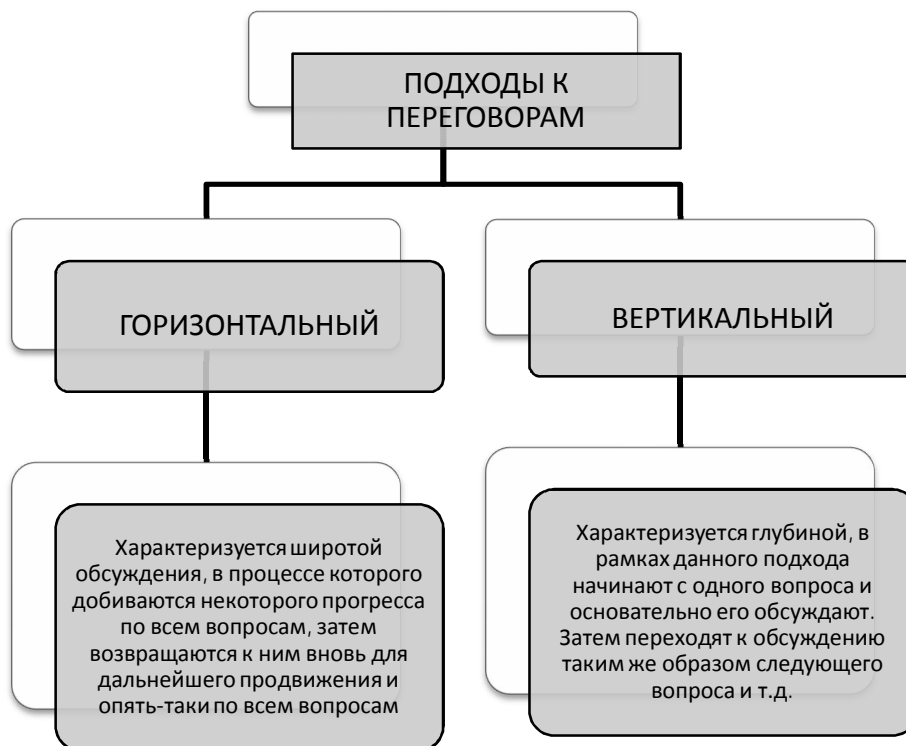 ПОДХОДЫ К
ПЕРЕГОВОРАМ
ГОРИЗОНТАЛЬНЫЙ
ВЕРТИКАЛЬНЫЙ
Характеризуется широтой
обсуждения, в процессе которого
добиваются некоторого прогресса
по всем вопросам, затем
возвращаются к ним вновь для
дальнейшего продвижения и
опять-таки по всем вопросам
Характеризуется глубиной, в
рамках данного подхода
начинают с одного вопроса и
основательно его обсуждают.
Затем переходят к обсуждению
таким же образом следующего
вопроса и т.д.